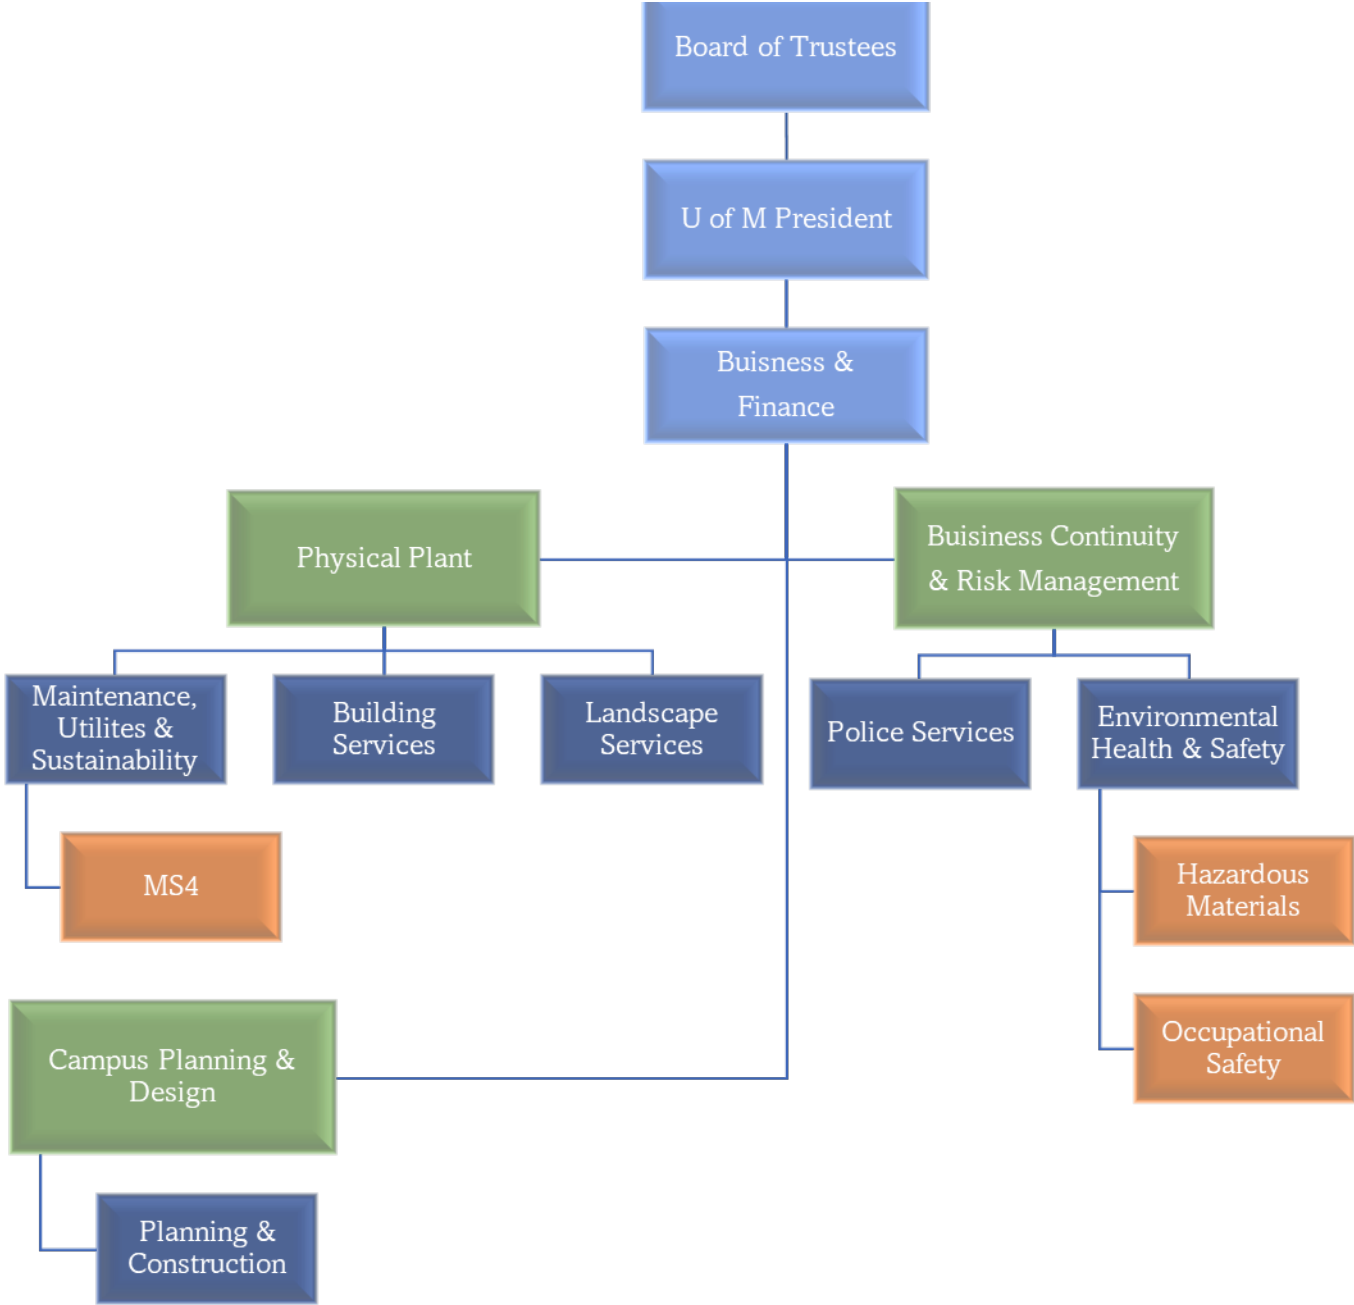 Board of Trustees
U of M President
Buisness &
Finance
Physical Plant
Buisiness Continuity
& Risk Management
Maintenance,
Utilites &
Sustainability
Building
Services
Landscape
Services
Police Services
Environmental
Health & Safety
MS4
Hazardous
Materials
Occupational
Safety
Campus Planning &
Design
Planning &
Construction